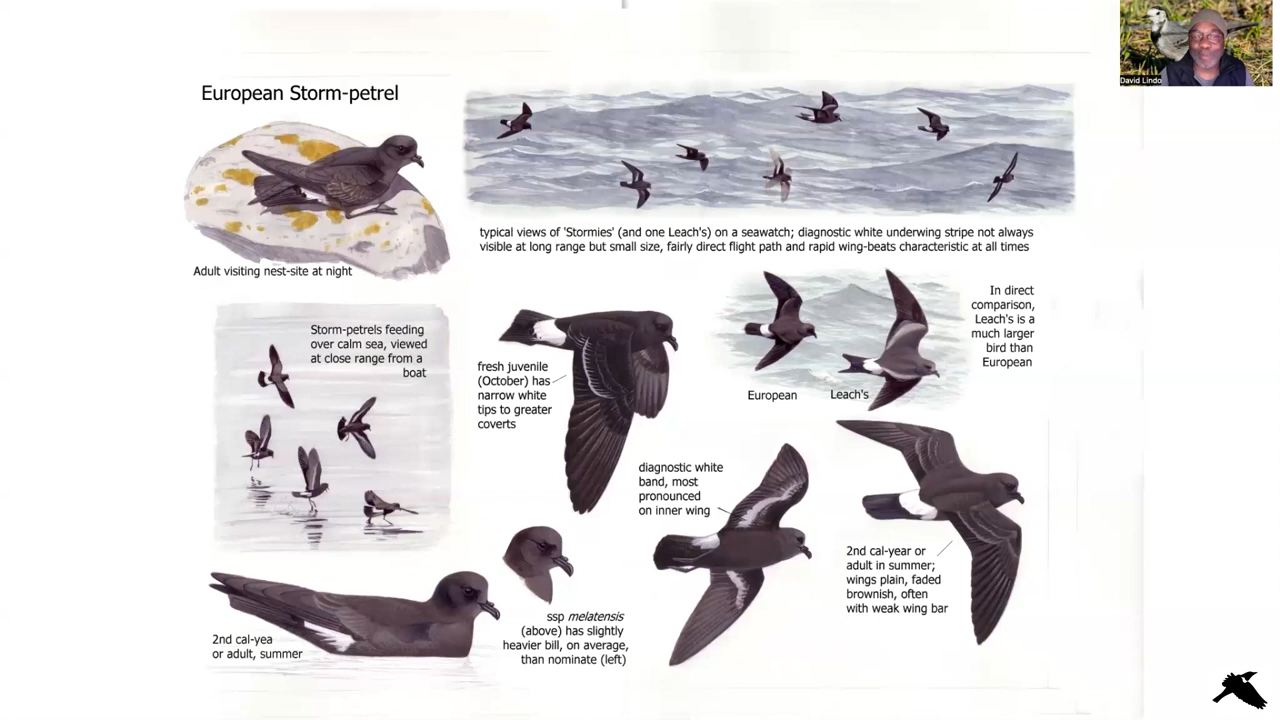 David Lindo
European Storm-petrel
typical views of 'Stormies' (and one Leach's) on a seawatch; diagnostic white underwing stripe not always
visible at long range but small size, fairly direct flight path and rapid wing-beats characteristic at all times
Adult visiting nest-site at night
Storm-petrels feeding
over calm sea, viewed
at close range from a
boat
fresh juvenile
(October) has
narrow white
tips to greater
coverts
European
Leach's
In direct
comparison,
Leach's is a
much larger
bird than
European
diagnostic white
band, most
pronounced
on inner wing
2nd cal-year or
adult in summer;
wings plain, faded
brownish, often
with weak wing bar
2nd cal-yea
or adult, summer
ssp melatensis
(above) has slightly
heavier bill, on average,
than nominate (left)